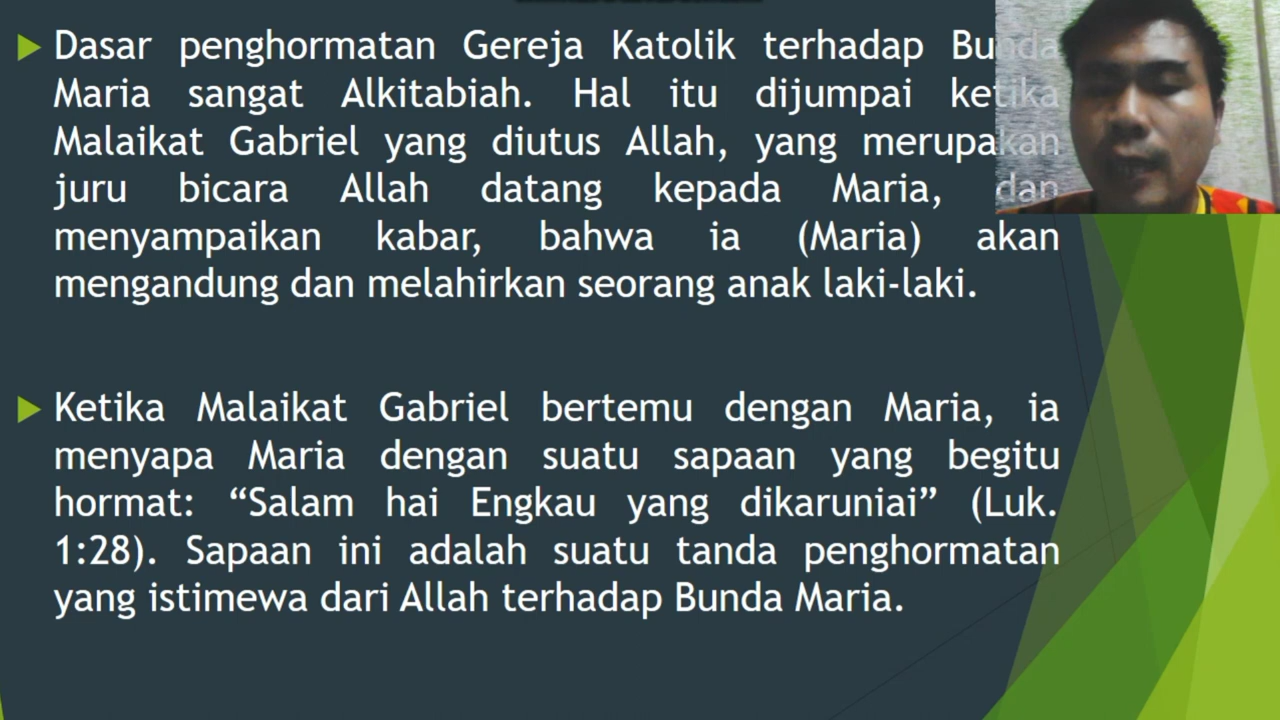 Dasar penghormatan Gereja Katolik terhadap Bunda
Maria sangat Alkitabiah. Hal itu dijumpai ketika
Malaikat Gabriel yang diutus Allah, yang merupakan
juru bicara Allah datang kepada Maria, dan
menyampaikan kabar, bahwa ia (Maria) akan
mengandung dan melahirkan seorang anak laki-laki.
Ketika Malaikat Gabriel bertemu dengan Maria, ia
menyapa Maria dengan suatu sapaan yang begitu
hormat: “Salam hai Engkau yang dikaruniai” (Luk.
1:28). Sapaan ini adalah suatu tanda penghormatan
yang istimewa dari Allah terhadap Bunda Maria.